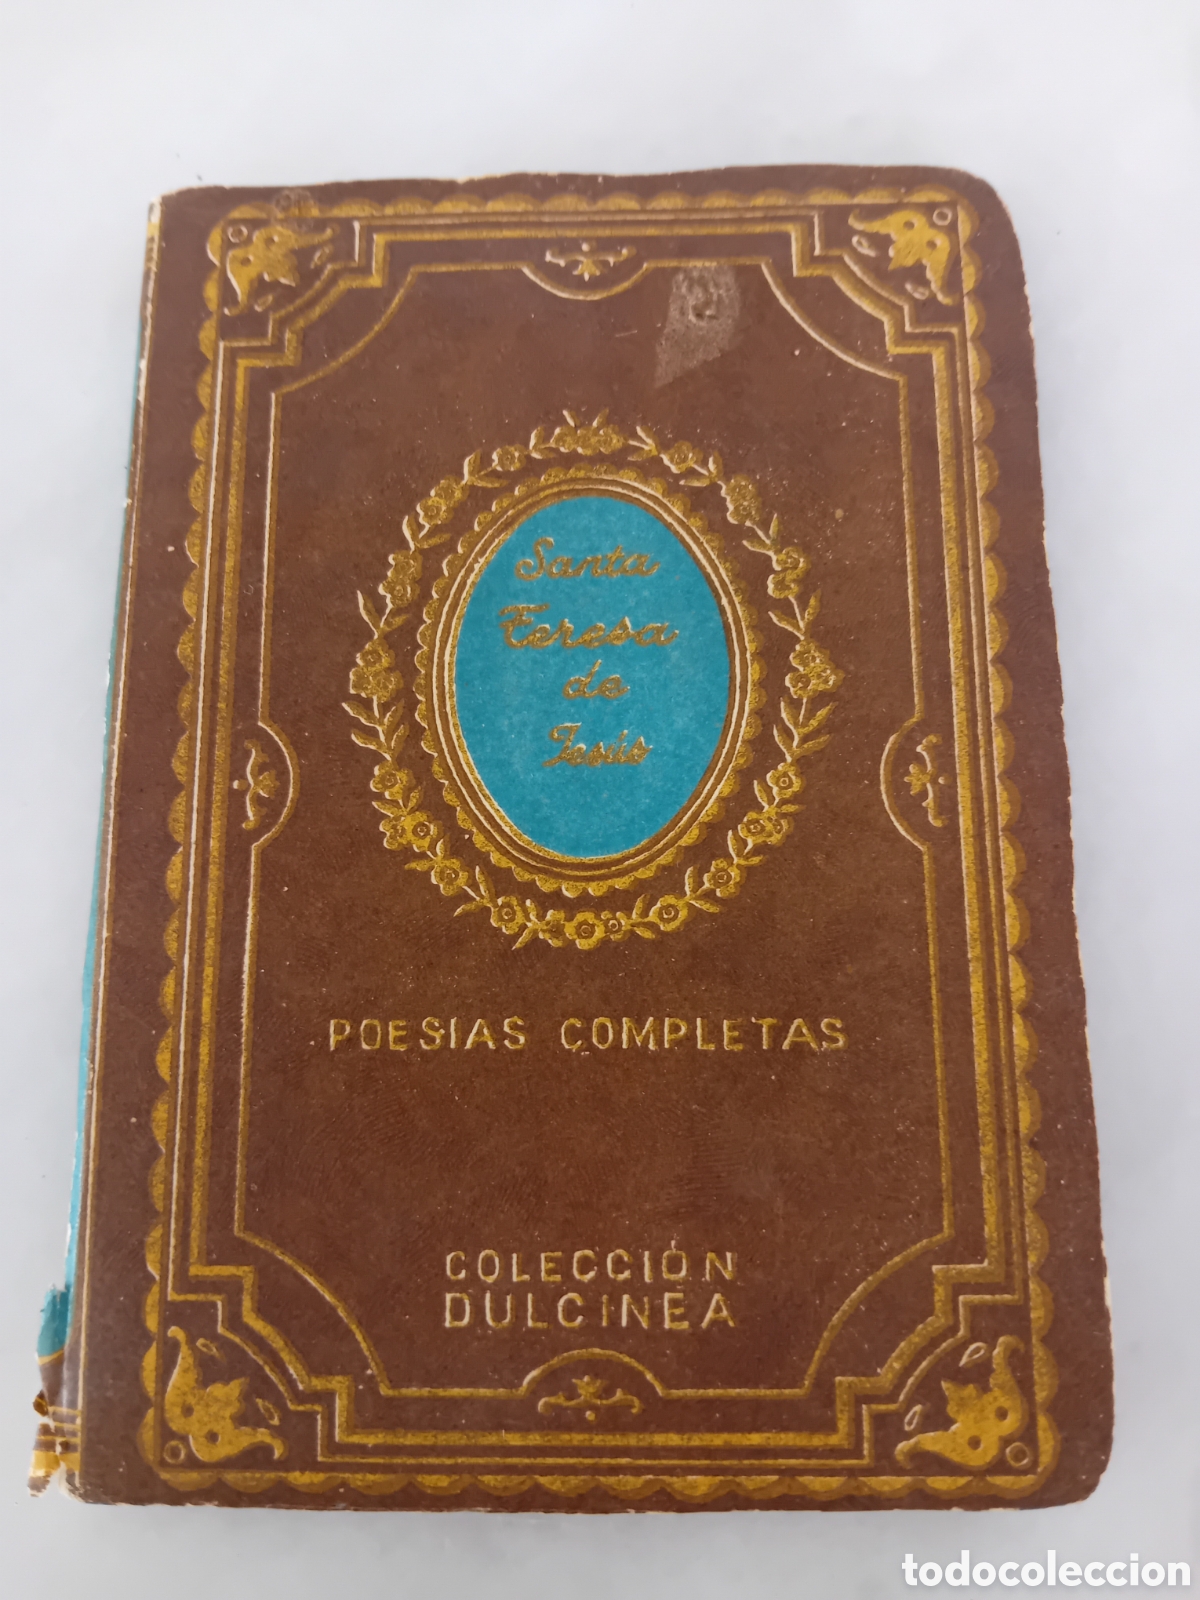 Santa
Teresa
de
Jesús
POESIAS COMPLETAS
COLECCIÓN
DULCINEA
todocoleccion